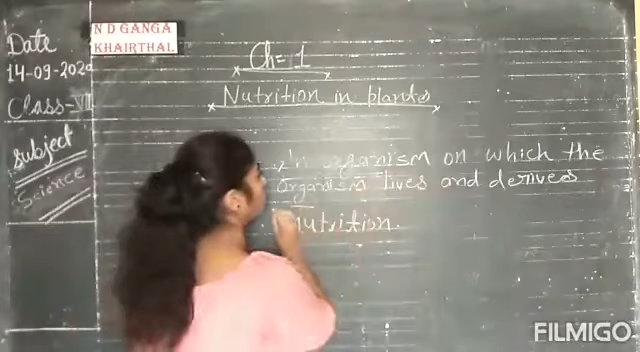 N D GANGA
KHAIRTHAL
Date
14-09-2020
Class-VII
Subject
Science
Ch=1
Nutrition in plants
organism on which the
organism lives and derives
nutrition.
FILMIGO